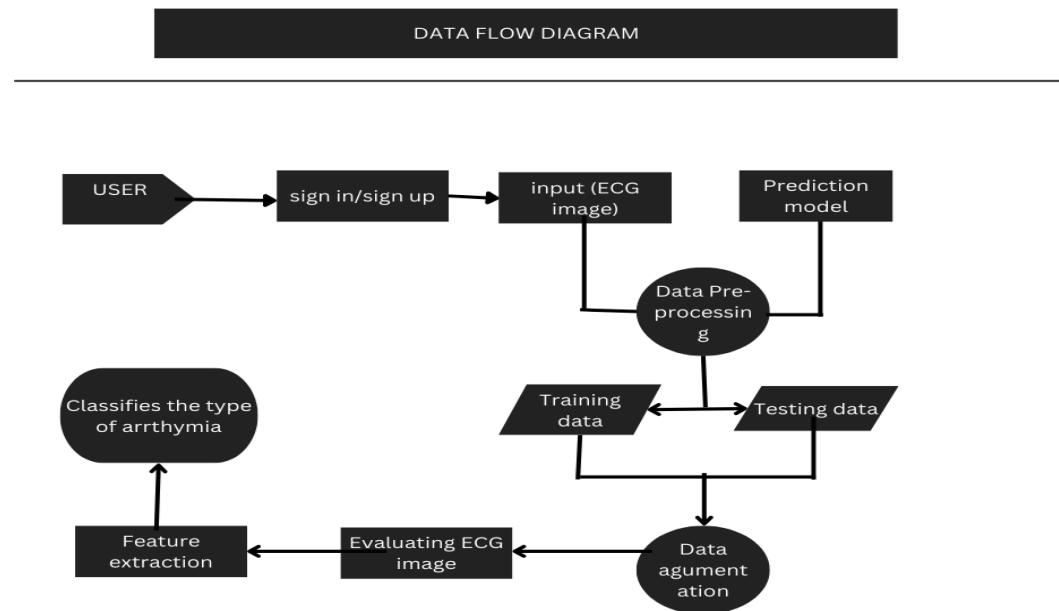 DATA FLOW DIAGRAM
USER
sign in/sign up
input (ECG
image)
Prediction
model
Data Pre-
processin
g
Classifies the type
of arrthymia
Training
data
Testing data
Feature
extraction
Evaluating ECG
image
Data
agument
ation